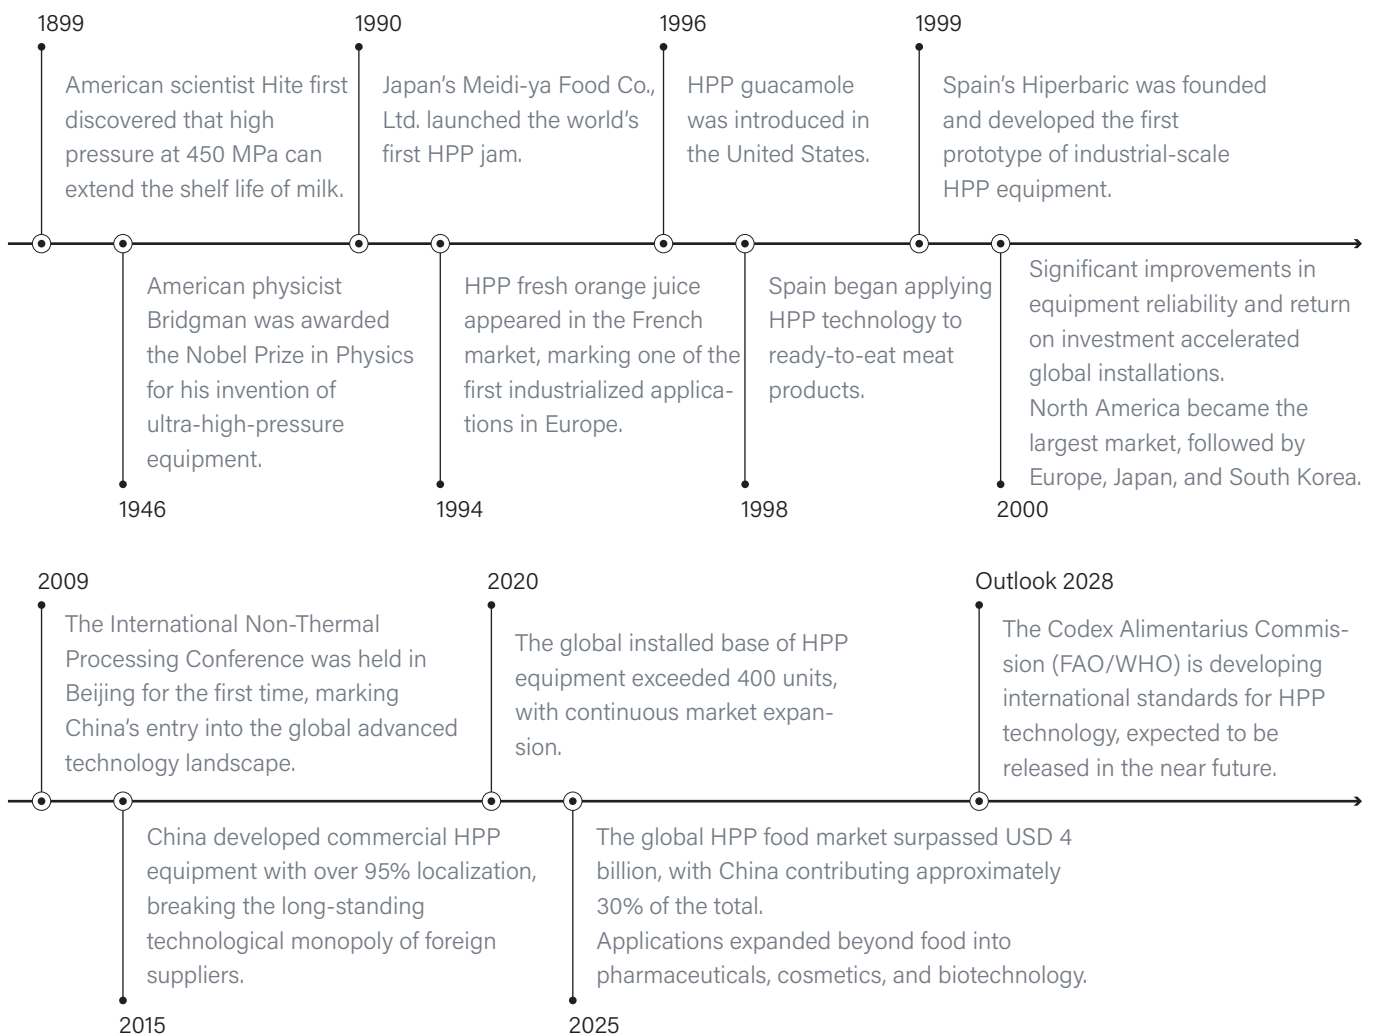 1899
American scientist Hite first
discovered that high
pressure at 450 MPa can
extend the shelf life of milk.
1946
American physicist
Bridgman was awarded
the Nobel Prize in Physics
for his invention of
ultra-high-pressure
equipment.
1990
Japan's Meidi-ya Food Co.,
Ltd. launched the world's
first HPP jam.
1994
HPP fresh orange juice
appeared in the French
market, marking one of the
first industrialized applica-
tions in Europe.
1996
HPP guacamole
was introduced in
the United States.
1998
Spain began applying
HPP technology to
ready-to-eat meat
products.
1999
Spain's Hiperbaric was founded
and developed the first
prototype of industrial-scale
HPP equipment.
2000
Significant improvements in
equipment reliability and return
on investment accelerated
global installations.
North America became the
largest market, followed by
Europe, Japan, and South Korea.
2009
The International Non-Thermal
Processing Conference was held in
Beijing for the first time, marking
China's entry into the global advanced
technology landscape.
2015
China developed commercial HPP
equipment with over 95% localization,
breaking the long-standing
technological monopoly of foreign
suppliers.
2020
The global installed base of HPP
equipment exceeded 400 units,
with continuous market expan-
sion.
2025
The global HPP food market surpassed USD 4
billion, with China contributing approximately
30% of the total.
Applications expanded beyond food into
pharmaceuticals, cosmetics, and biotechnology.
Outlook 2028
The Codex Alimentarius Commis-
sion (FAO/WHO) is developing
international standards for HPP
technology, expected to be
released in the near future.